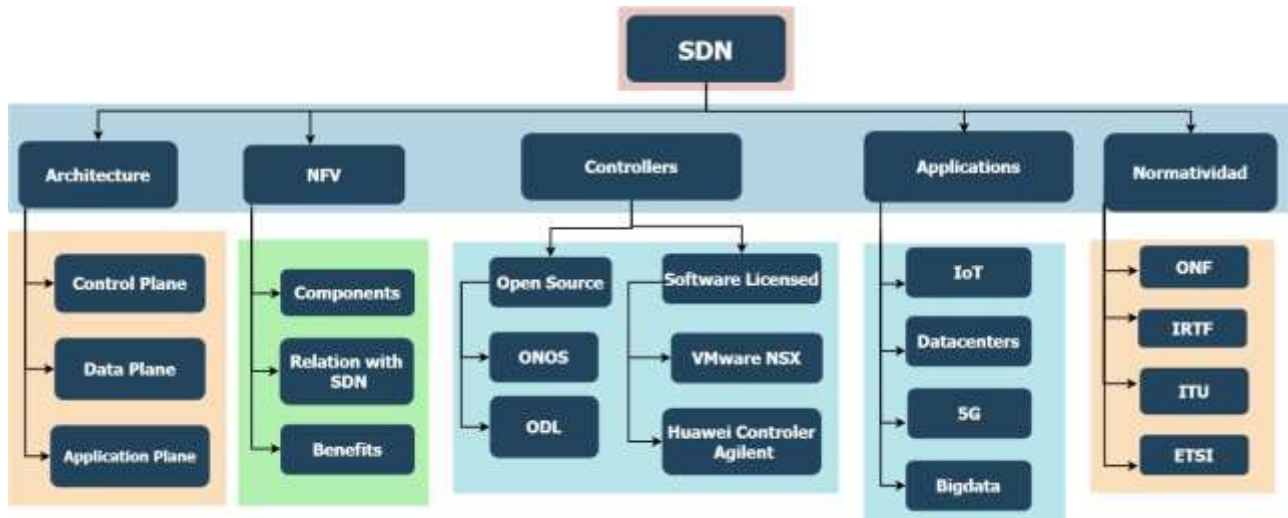 SDN
Architecture
NFV
Controllers
Applications
Normatividad
Control Plane
Data Plane
Application Plane
Components
Relation with
SDN
Benefits
Open Source
ONOS
ODL
Software Licensed
VMware NSX
Huawei Controler
Agilent
IoT
Datacenters
5G
Bigdata
ONF
IRTF
ITU
ETSI